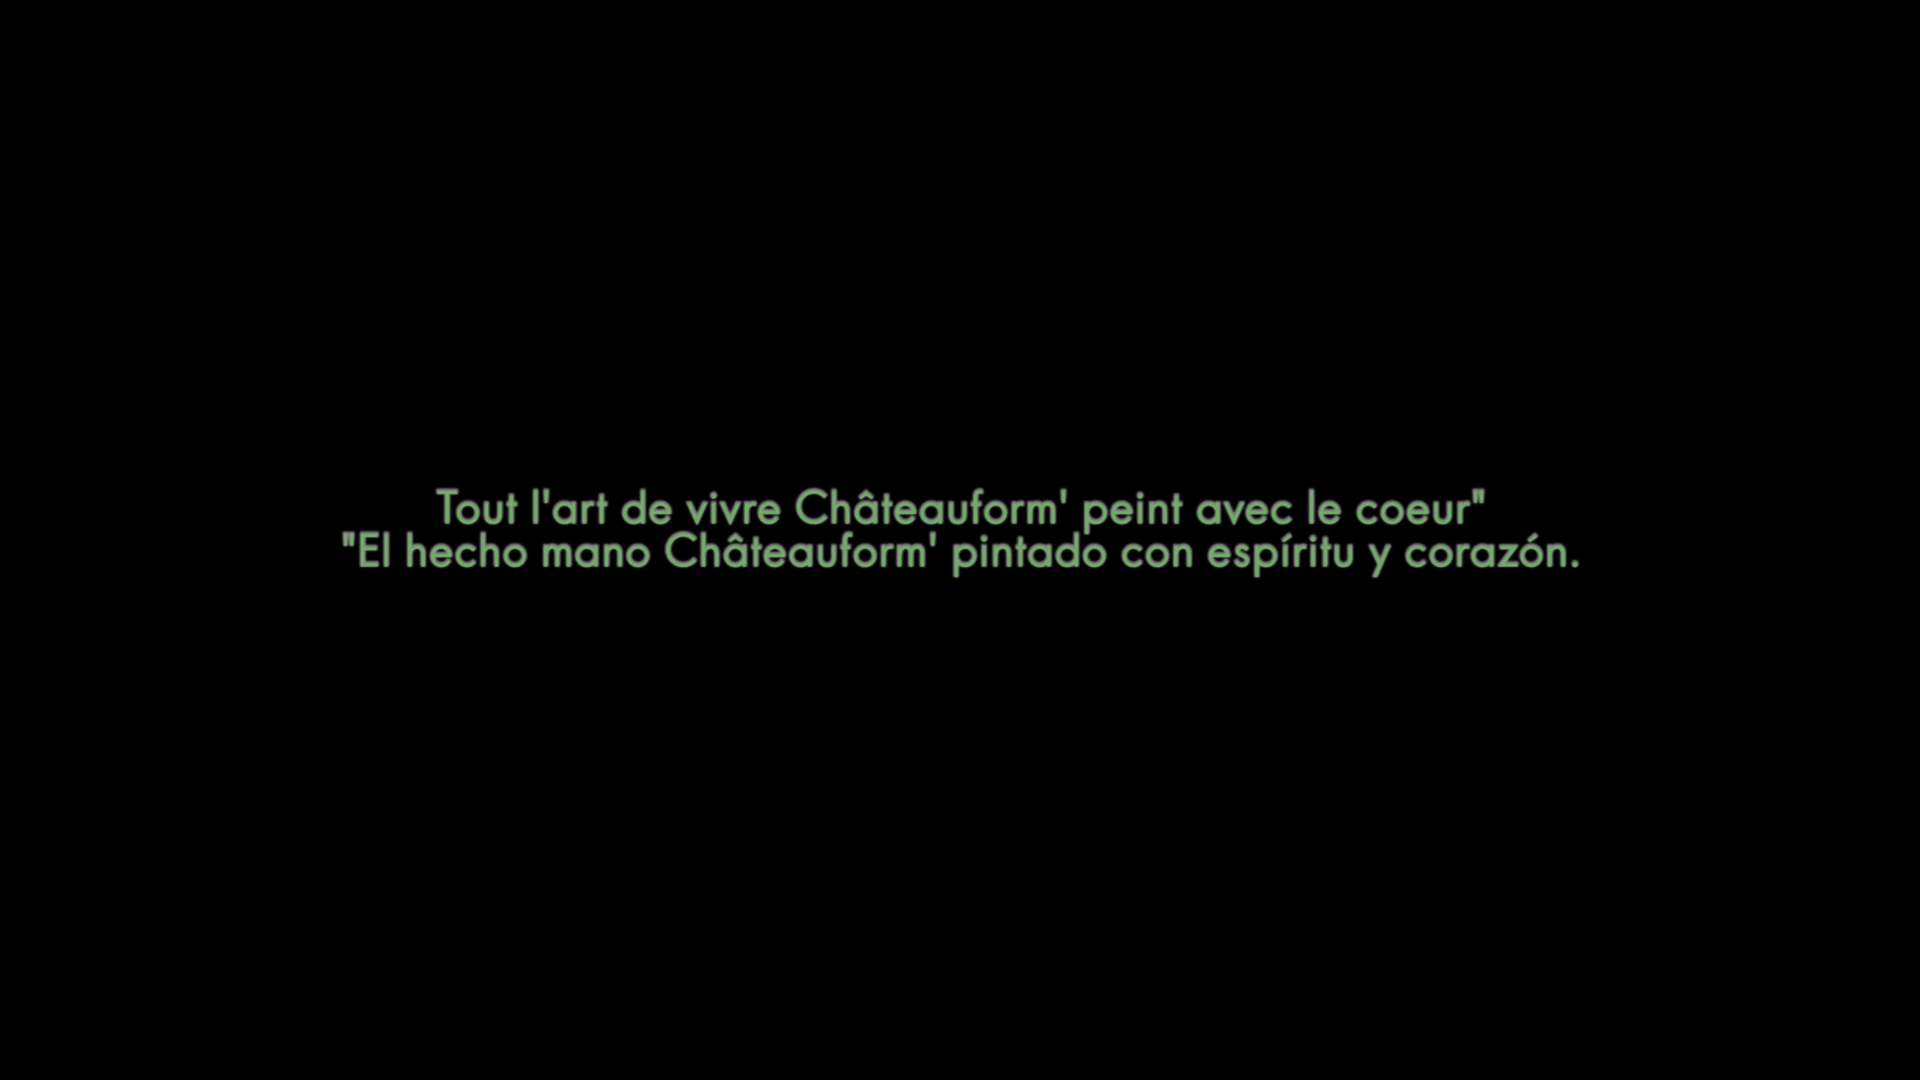 Tout l'art de vivre Châteauform' peint avec le coeur"
"El hecho mano Châteauform' pintado con espíritu y corazón.